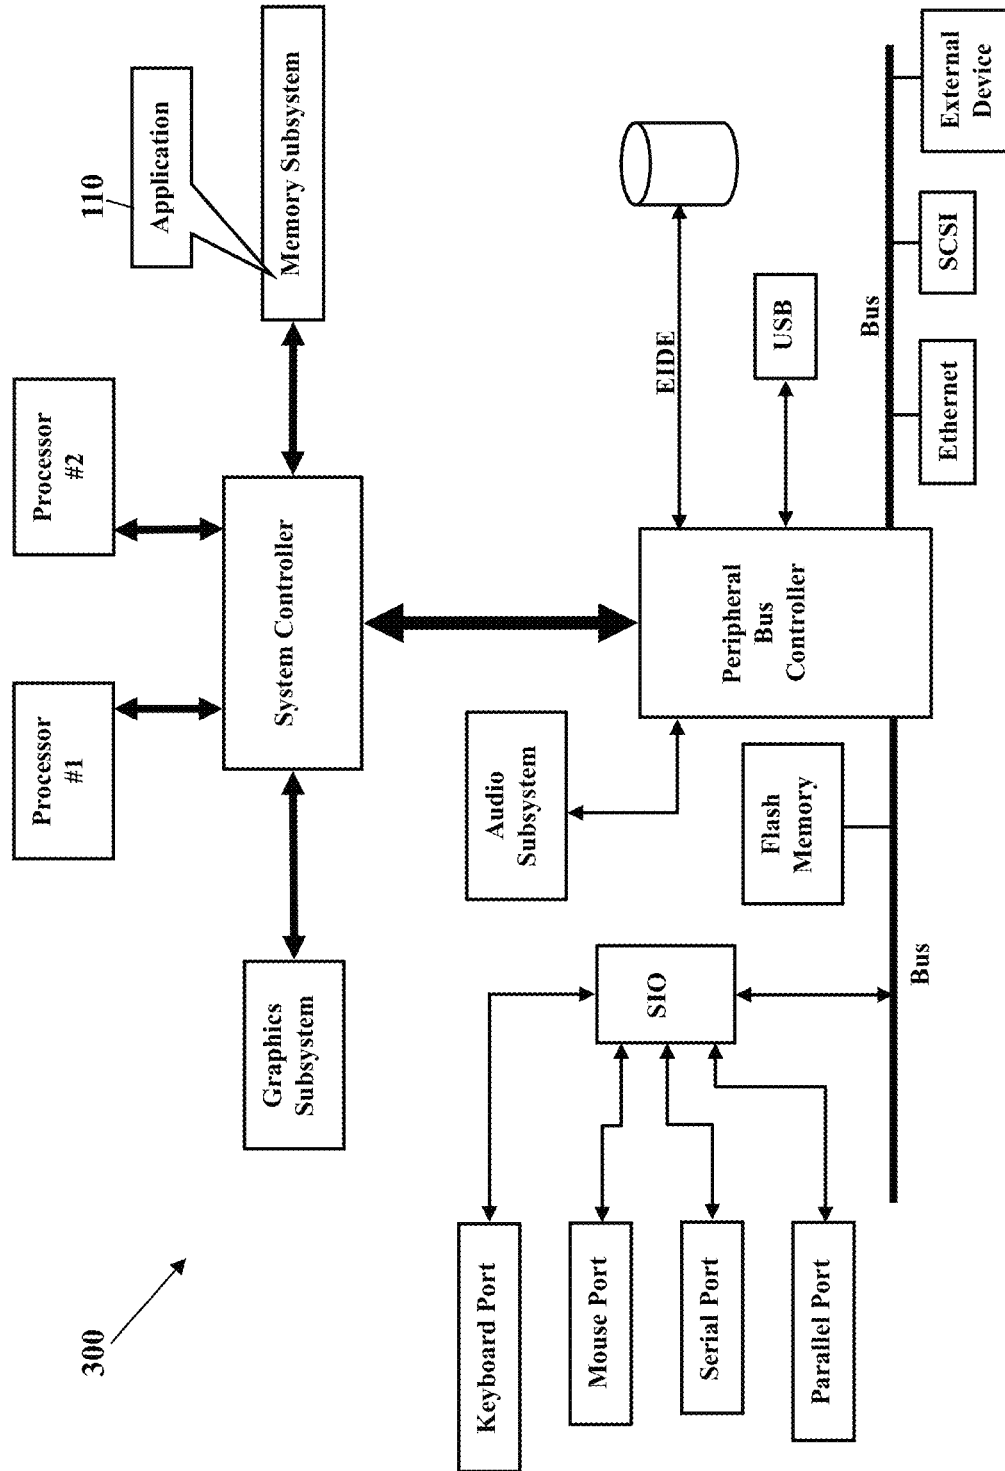 300
Processor
#1
Processor
#2
110
Application
Graphics
Subsystem
System Controller
Memory Subsystem
Keyboard Port
Mouse Port
Serial Port
Parallel Port
SIO
Audio
Subsystem
Flash
Memory
Peripheral
Bus
Controller
EIDE
USB
Bus
Bus
Ethernet
SCSI
External
Device